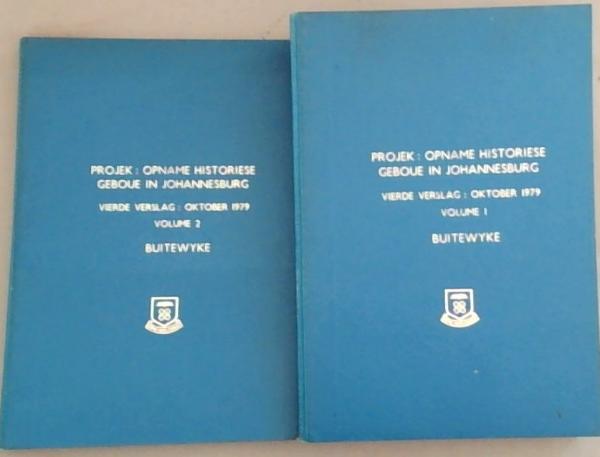 PROJEK : OPNAME HISTORIESE
GEBOUE IN JOHANNESBURG
VIERDE VERSLAG : OKTOBER 1979
VOLUME 2
BUITEWYKE
PROJEK : OPNAME HISTORIESE
GEBOUE IN JOHANNESBURG
VIERDE VERSLAG : OKTOBER 1979
VOLUME 1
BUITEWYKE